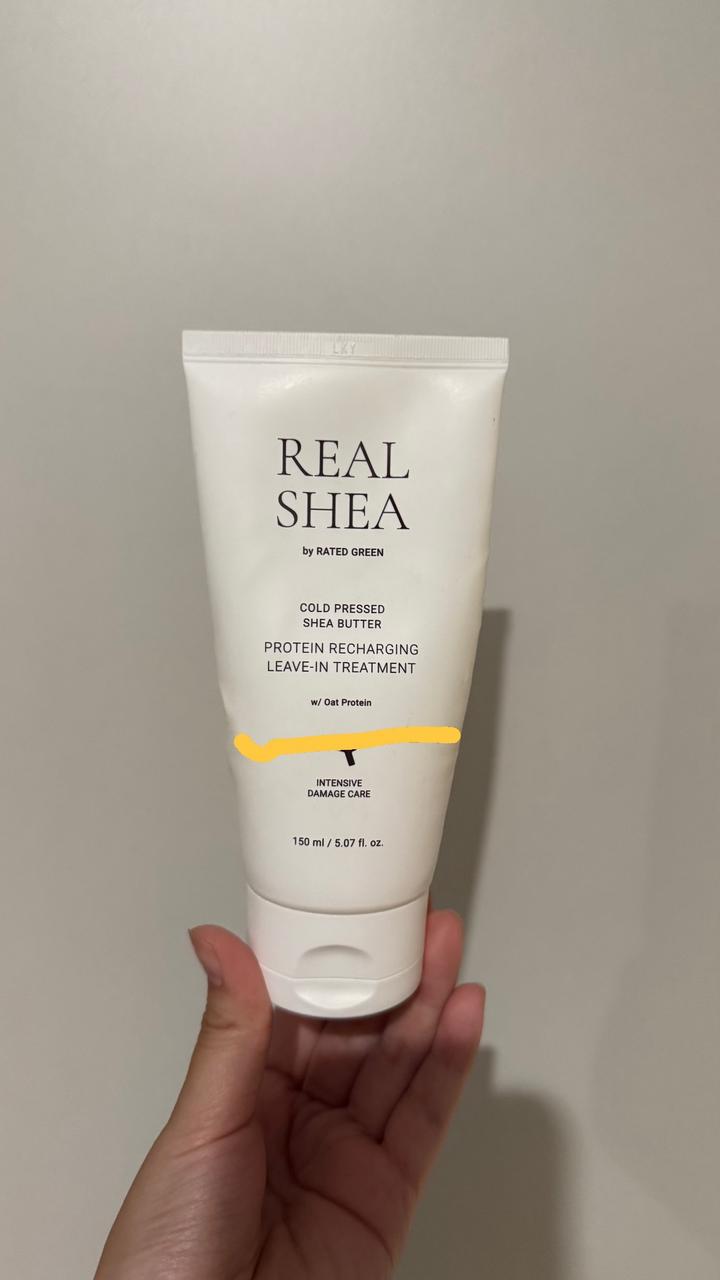 LKY
REAL
SHEA
by RATED GREEN
COLD PRESSED
SHEA BUTTER
PROTEIN RECHARGING
LEAVE-IN TREATMENT
w/ Oat Protein
INTENSIVE
DAMAGE CARE
150 ml / 5.07 fl. oz.